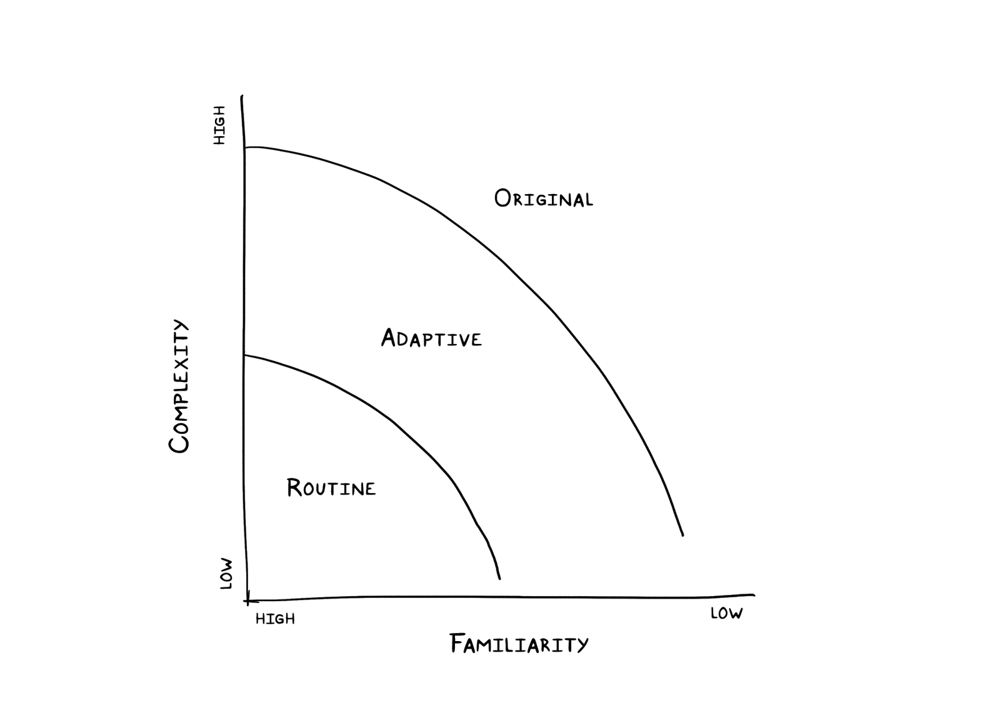 HIGH
ORIGINAL
ADAPTIVE
COMPLEXITY
ROUTINE
LOW
HIGH
LOW
FAMILIARITY